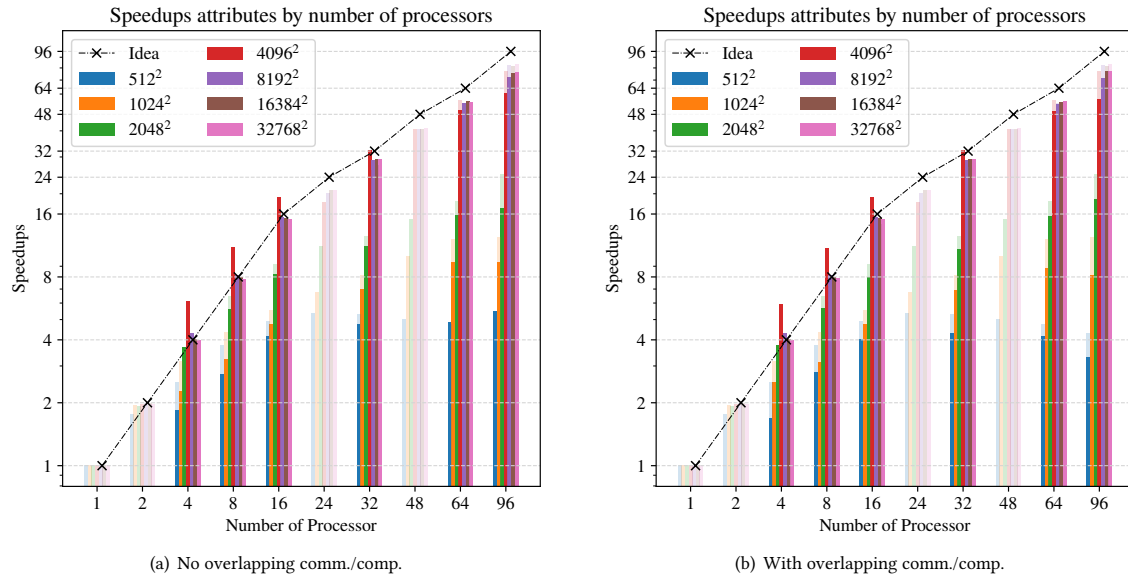 Speedups attributes by number of processors
96
64
48
32
24
16
8
4
2
1
Speedups
Idea
512²
1024²
2048²
4096²
8192²
16384²
32768²
1 2 4 8 16 24 32 48 64 96
Number of Processor
(a) No overlapping comm./comp.
Speedups attributes by number of processors
96
64
48
32
24
16
8
4
2
1
Speedups
Idea
512²
1024²
2048²
4096²
8192²
16384²
32768²
1 2 4 8 16 24 32 48 64 96
Number of Processor
(b) With overlapping comm./comp.